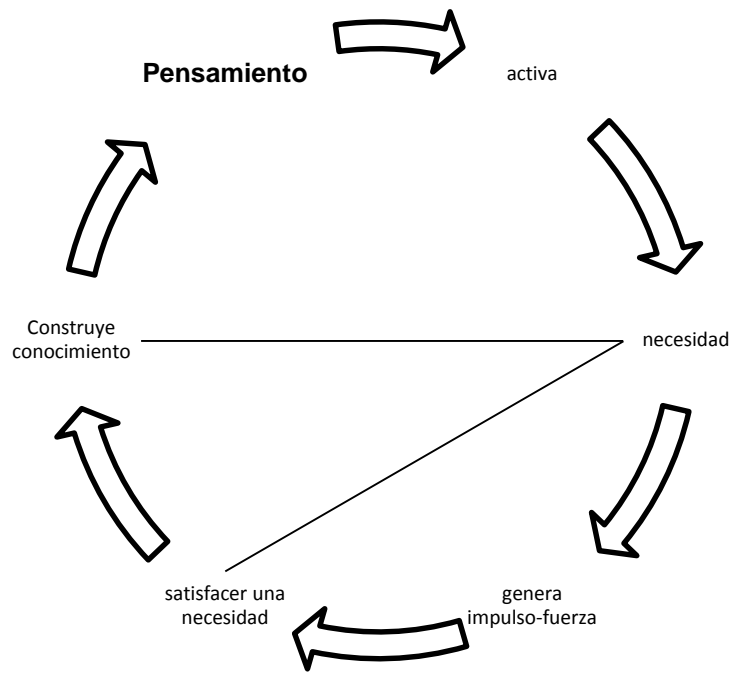 Pensamiento
activa
necesidad
genera
impulso-fuerza
satisfacer una
necesidad
Construye
conocimiento